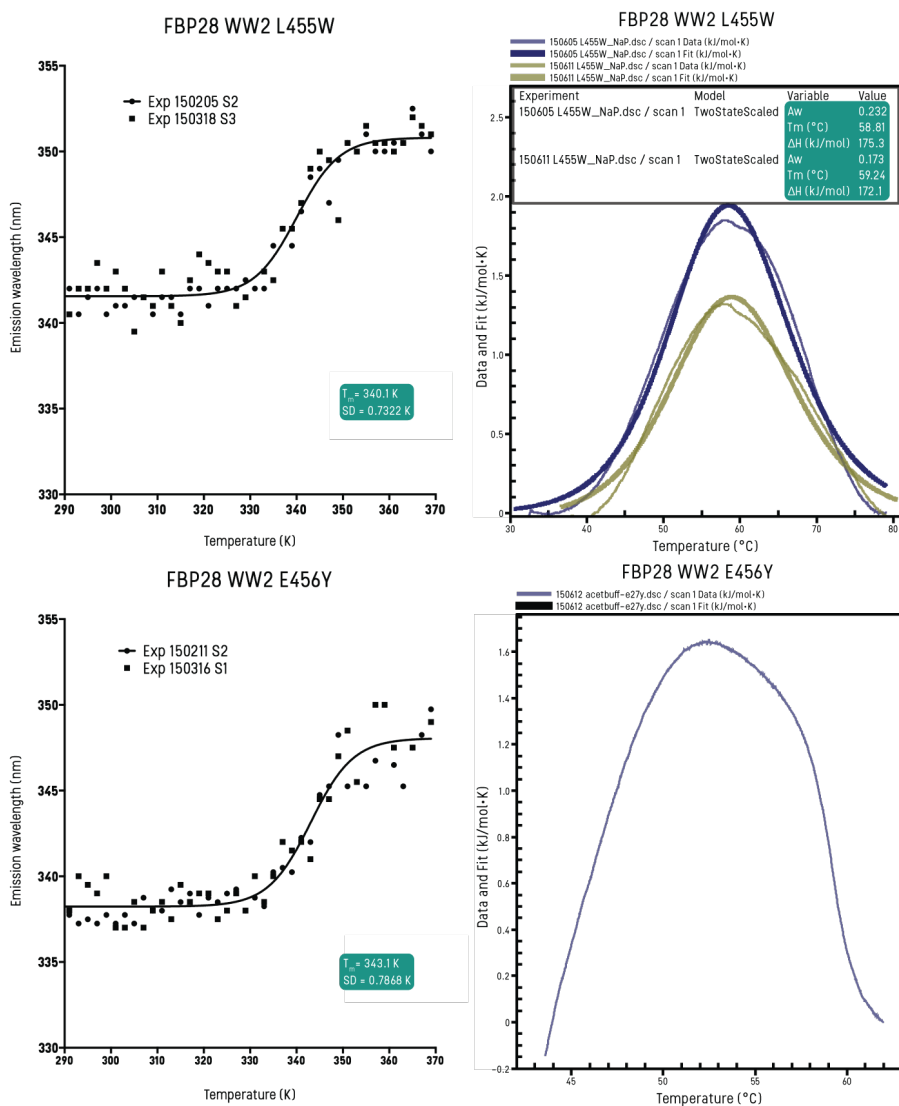 FBP28 WW2 L455W
355
350
345
340
335
330
Emission wavelength (nm)
Exp 150205 S2
Exp 150318 S3
Tm= 340.1 K
SD = 0.7322 K
290 300 310 320 330 340 350 360 370
Temperature (K)
FBP28 WW2 L455W
150605 L455W_NaP.dsc / scan 1 Data (kJ/mol·K)
150605 L455W_NaP.dsc / scan 1 Fit (kJ/mol·K)
150611 L455W_NaP.dsc / scan 1 Data (kJ/mol·K)
150611 L455W_NaP.dsc / scan 1 Fit (kJ/mol·K)
Experiment Model Variable Value
150605 L455W_NaP.dsc / scan 1 TwoStateScaled Aw 0.232
Tm (°C) 58.81
ΔH (kJ/mol) 175.3
150611 L455W_NaP.dsc / scan 1 TwoStateScaled Aw 0.173
Tm (°C) 59.24
ΔH (kJ/mol) 172.1
2.5
2.0
1.5
1.0
0.5
0
Data and Fit (kJ/mol·K)
30 50 60 70 80
Temperature (°C)
FBP28 WW2 E456Y
355
350
345
340
335
330
Emission wavelength (nm)
Exp 150211 S2
Exp 150316 S1
Tm = 343.1 K
SD = 0.7868 K
290 300 310 320 330 340 350 360 370
Temperature (K)
FBP28 WW2 E456Y
150612 acetbuff-e27y.dsc / scan 1 Data (kJ/mol·K)
150612 acetbuff-e27y.dsc / scan 1 Fit (kJ/mol·K)
1.6
1.4
1.2
1.0
0.8
0.6
0.4
0.2
0
-0.2
Data and Fit (kJ/mol·K)
45 50 55 60
Temperature (°C)